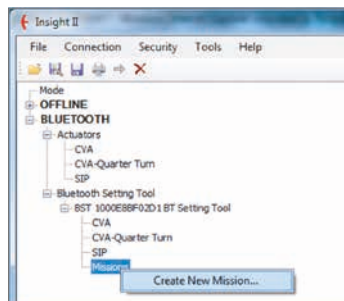 Insight II
File Connection Security Tools Help
Mode
OFFLINE
BLUETOOTH
Actuators
CVA
CVA-Quarter Turn
SIP
Bluetooth Setting Tool
BST 1000E8BF02D1 BT Setting Tool
CVA
CVA-Quarter Turn
SIP
Missions
Create New Mission...